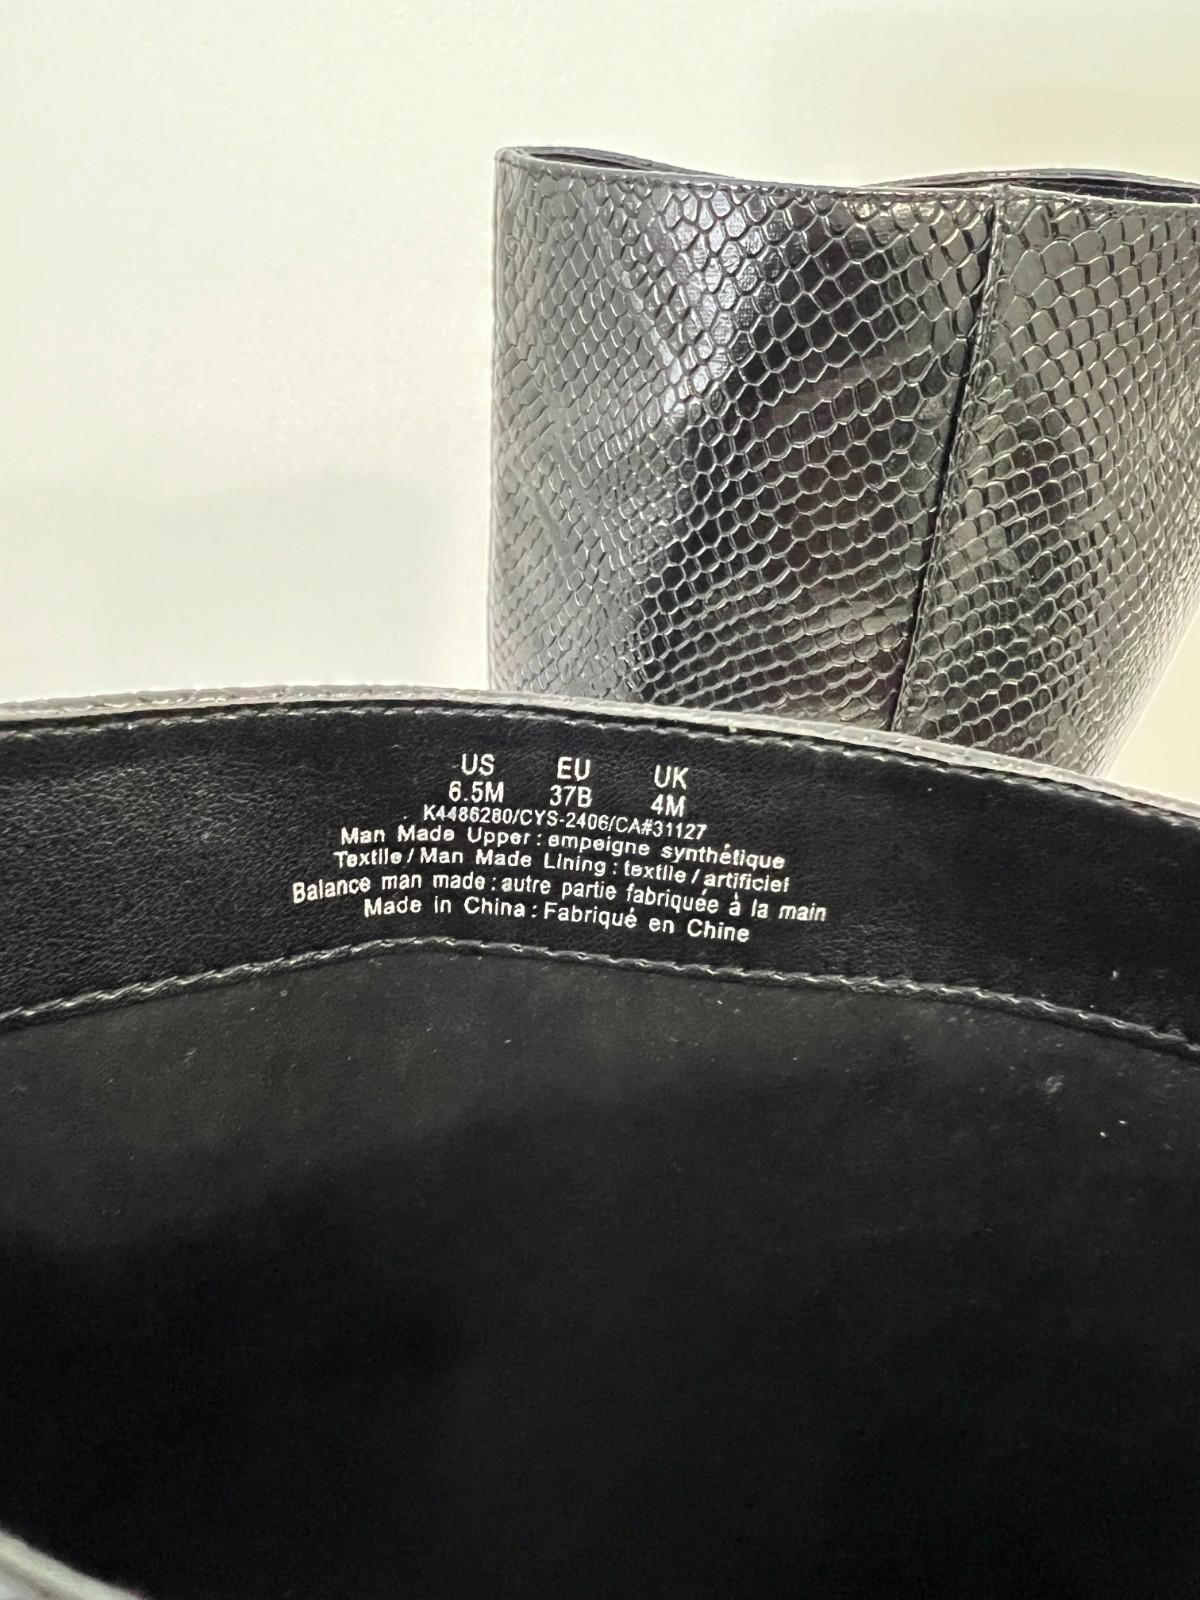 US EU UK
6.5M 37B 4M
K4486280/CYS-2406/CA#31127
Man Made Upper : empeigne synthétique
Textile / Man Made Lining : textile / artificiel
Balance man made : autre partie fabriquée à la main
Made in China : Fabriqué en Chine